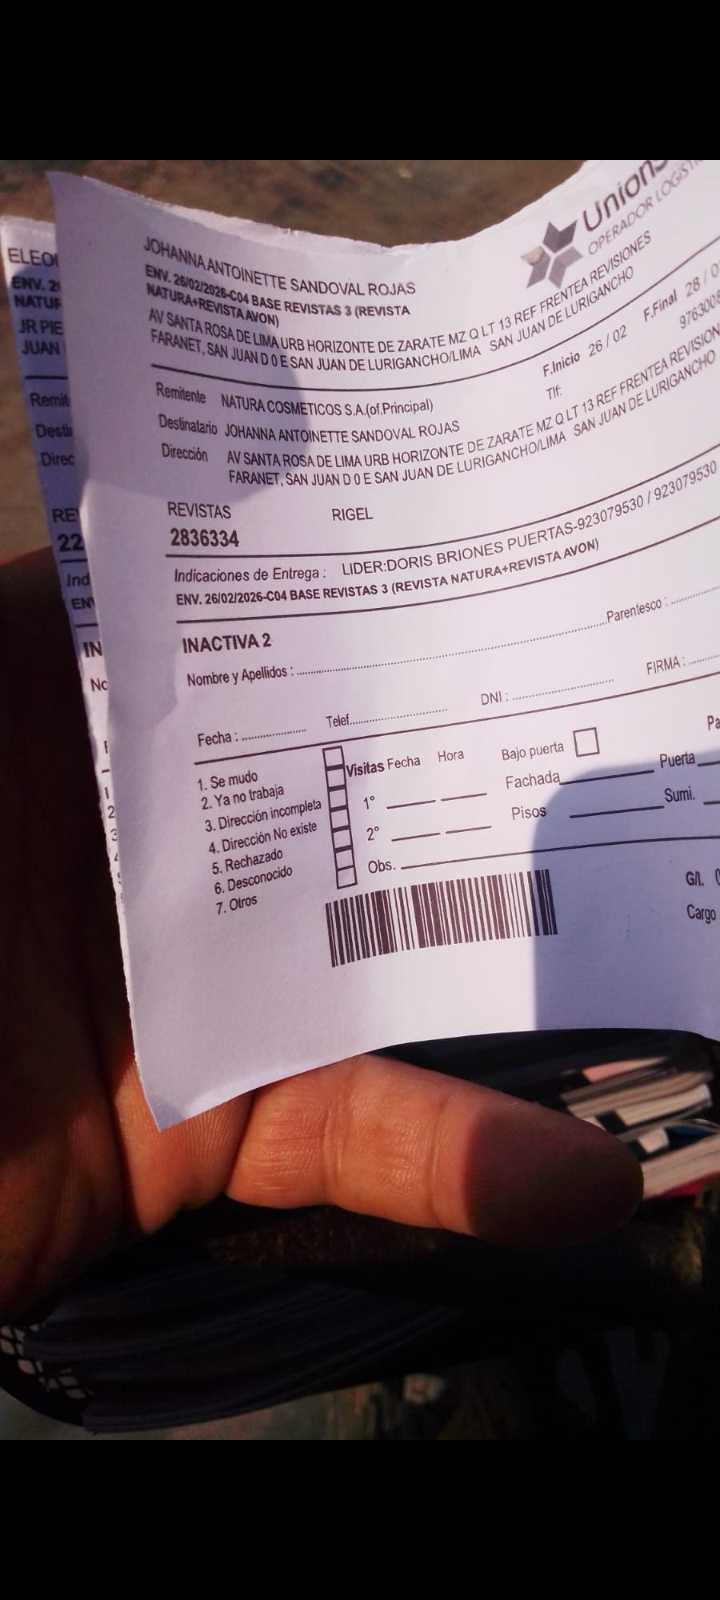 JOHANNA ANTOINETTE SANDOVAL ROJAS
ENV. 26/02/2026-C04 BASE REVISTAS 3 (REVISTA
NATURA+REVISTA AVON)
AV SANTA ROSA DE LIMA URB HORIZONTE DE ZARATE MZ Q LT 13 REF FRENTEA REVISIONES
FARANET, SAN JUAN D 0 E SAN JUAN DE LURIGANCHO/LIMA SAN JUAN DE LURIGANCHO
Union
OPERADOR
F.Inicio 26 / 02 F.Final 28 /
Remitente NATURA COSMETICOS S.A.(of.Principal)
Tlf:
Destinatario JOHANNA ANTOINETTE SANDOVAL ROJAS
Dirección AV SANTA ROSA DE LIMA URB HORIZONTE DE ZARATE MZ Q LT 13 REF FRENTEA
FARANET, SAN JUAN D 0 E SAN JUAN DE LURIGANCHO/LIMA SAN JUAN DE LURIGANCHO
REVISTAS RIGEL
2836334
Indicaciones de Entrega : LIDER:DORIS BRIONES PUERTAS-923079530 / 923079530
ENV. 26/02/2026-C04 BASE REVISTAS 3 (REVISTA NATURA+REVISTA AVON)
INACTIVA 2
Nombre y Apellidos : Parentesco :
Fecha : Telef. DNI : FIRMA :
1. Se mudo
2. Ya no trabaja
3. Dirección incompleta
4. Dirección No existe
5. Rechazado
6. Desconocido
7. Otros
Visitas Fecha Hora Bajo puerta
1° Fachada Puerta
2° Pisos Sumi.
Obs.
G/l.
Cargo
ENV.
JR PIE
JUAN
22